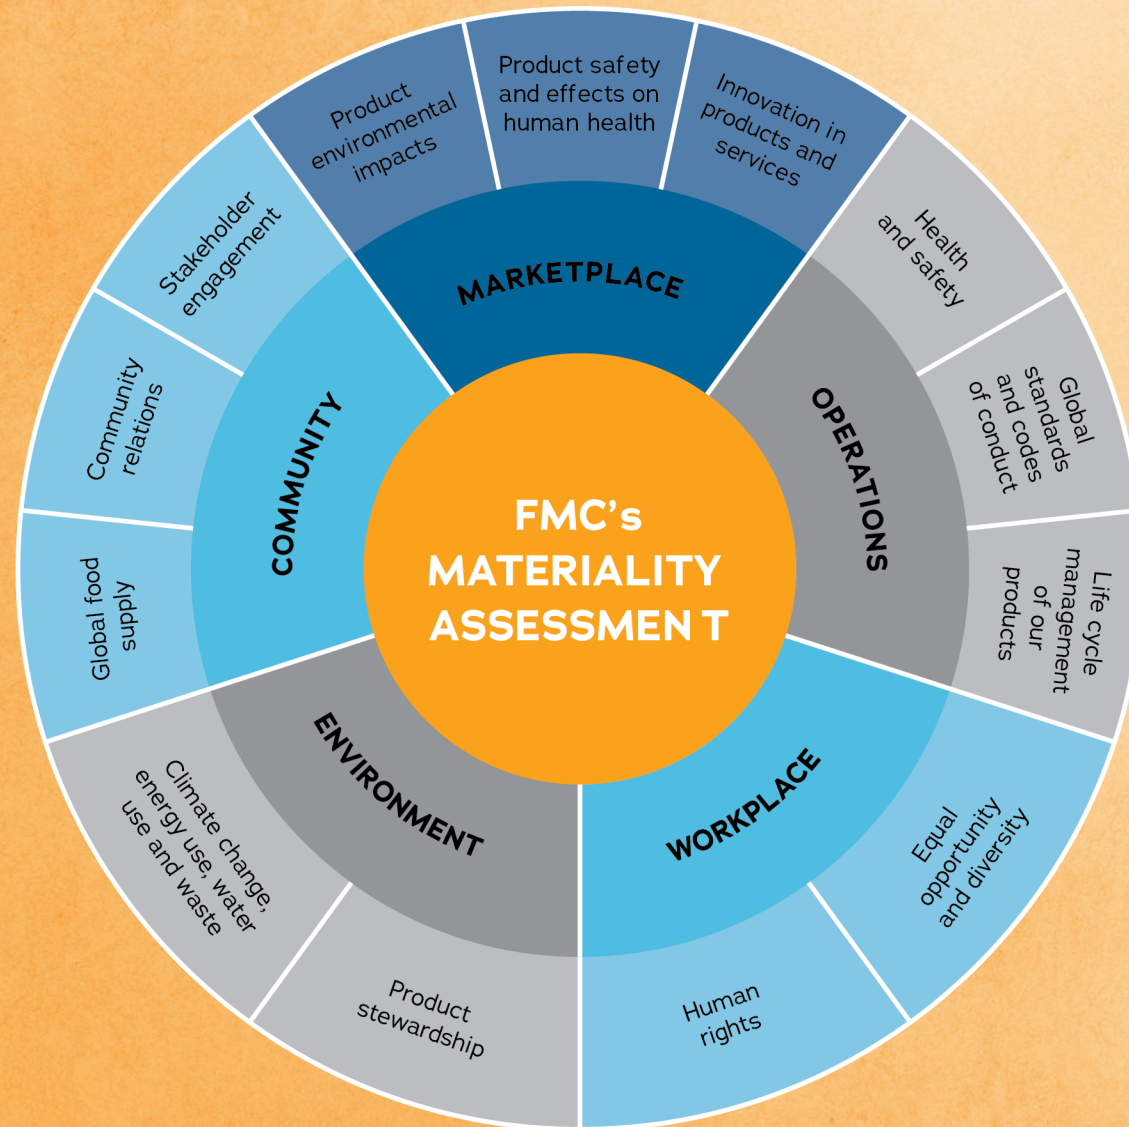 FMC's
MATERIALITY
ASSESSMEN T
MARKETPLACE
Product
environmental
impacts
Product safety
and effects on
human health
Innovation in
products and
services
OPERATIONS
Health
and safety
Global
standards
and codes
of conduct
Life cycle
management
of our
products
WORKPLACE
Equal
opportunity
and diversity
Human
rights
ENVIRONMENT
Product
stewardship
Climate change,
energy use, water
use and waste
COMMUNITY
Global food
supply
Community
relations
Stakeholder
engagement